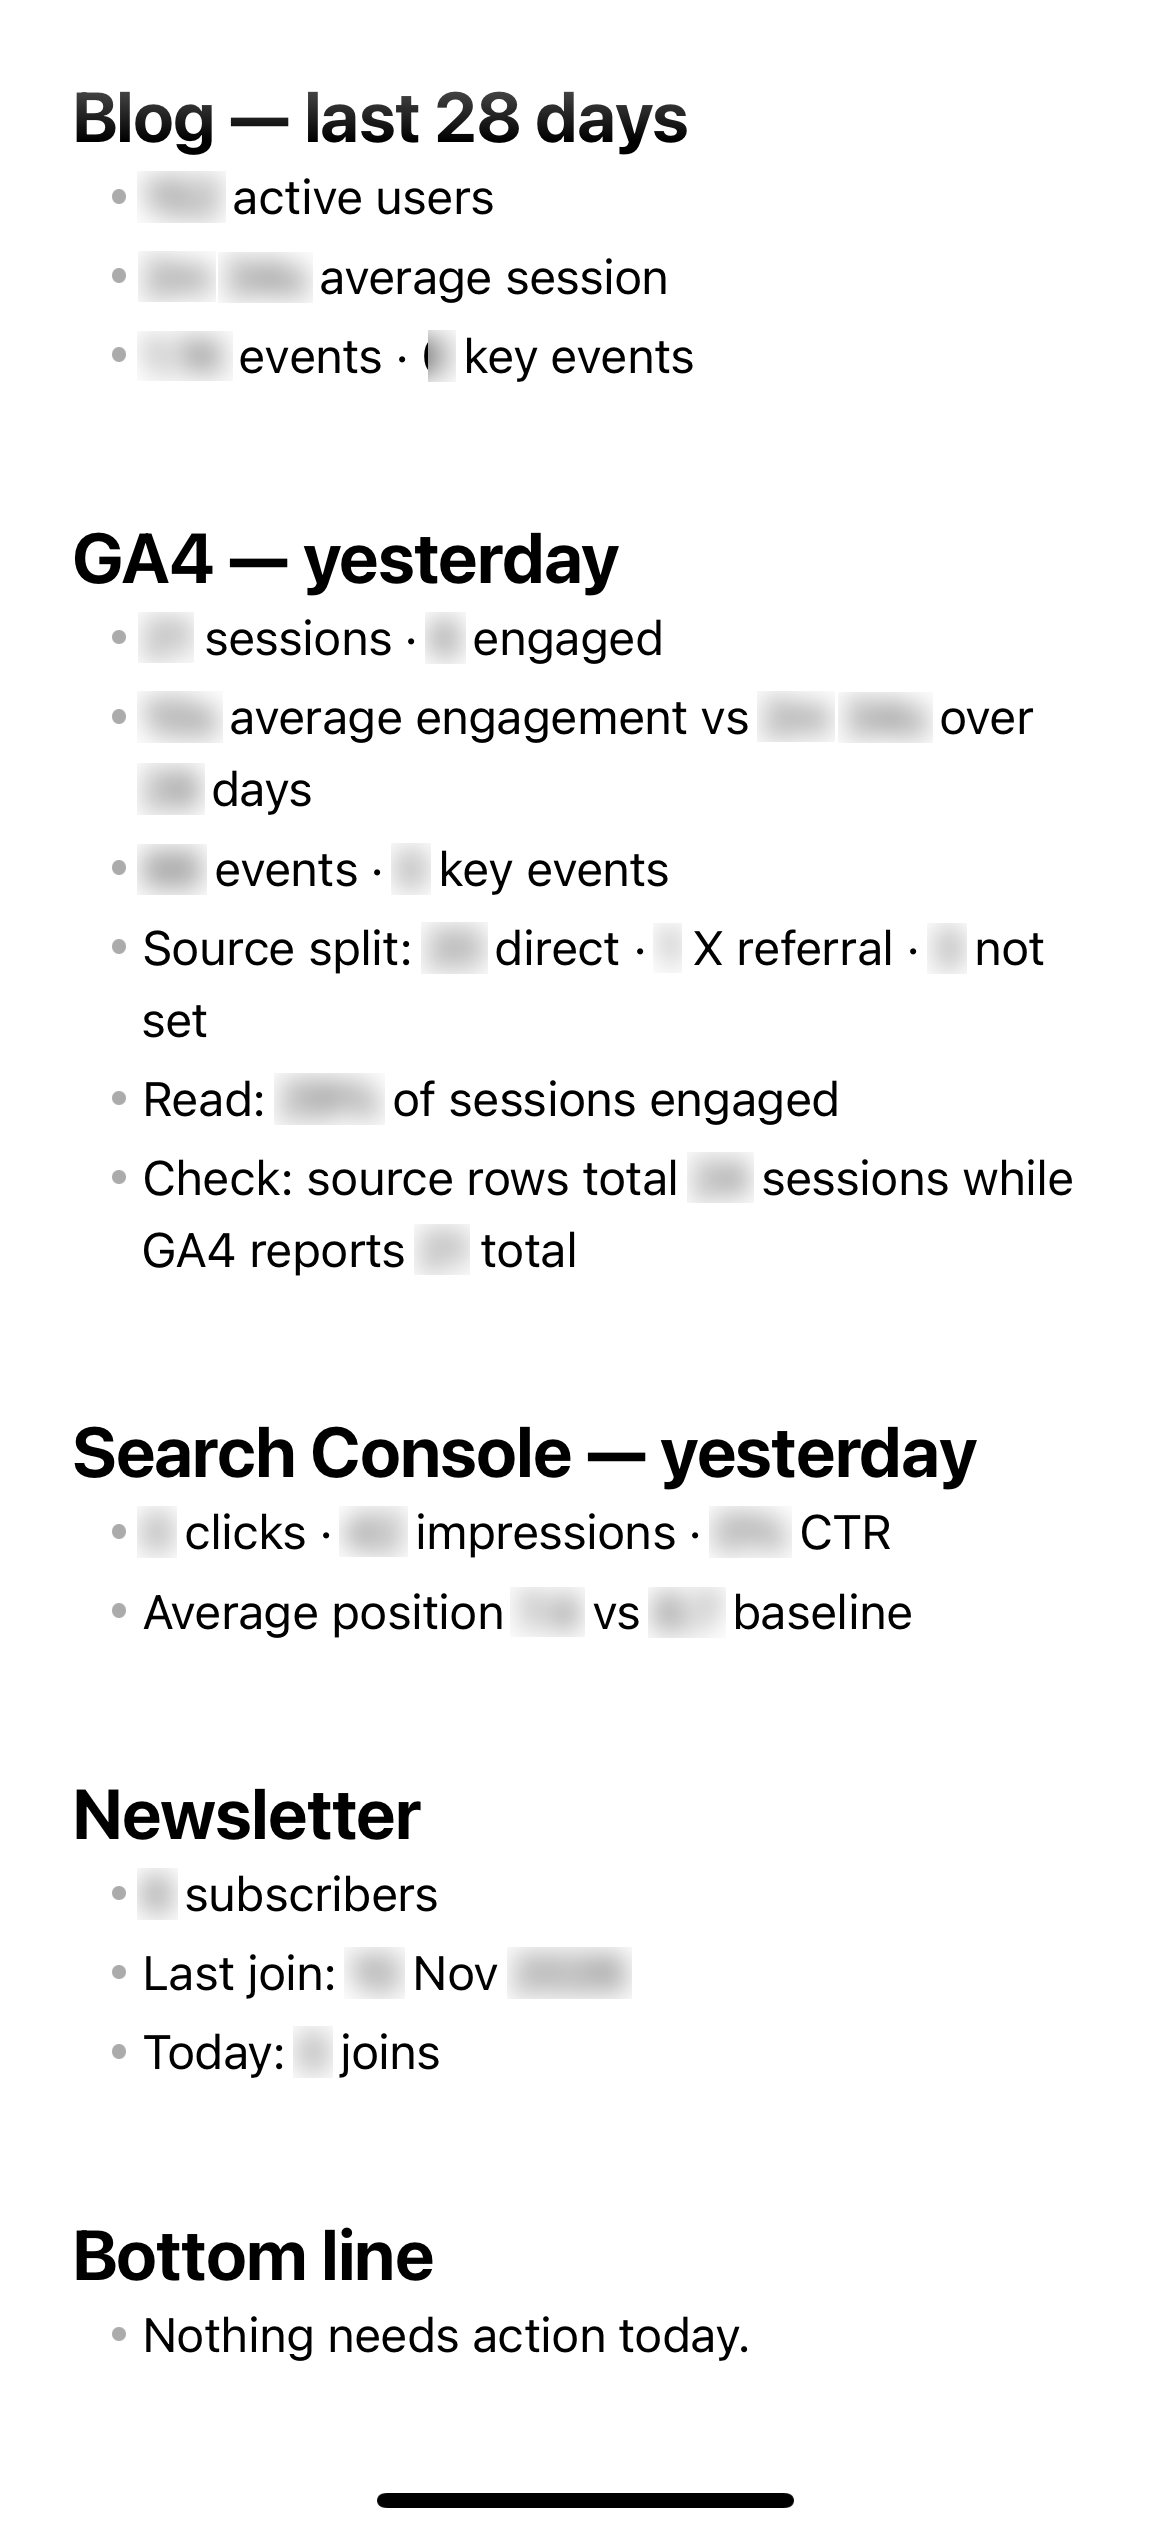 Blog — last 28 days
active users
average session
events · key events
GA4 — yesterday
sessions · engaged
average engagement vs over
days
events · key events
Source split: direct · X referral · not
set
Read: of sessions engaged
Check: source rows total sessions while
GA4 reports total
Search Console — yesterday
clicks · impressions · CTR
Average position vs baseline
Newsletter
subscribers
Last join: Nov
Today: joins
Bottom line
Nothing needs action today.